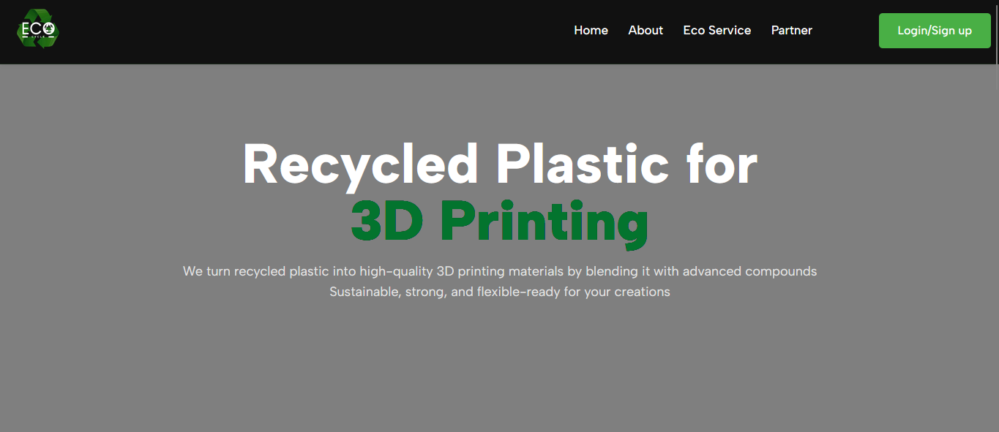 ECO
CYCLE
Home About Eco Service Partner Login/Sign up
Recycled Plastic for
3D Printing
We turn recycled plastic into high-quality 3D printing materials by blending it with advanced compounds
Sustainable, strong, and flexible-ready for your creations